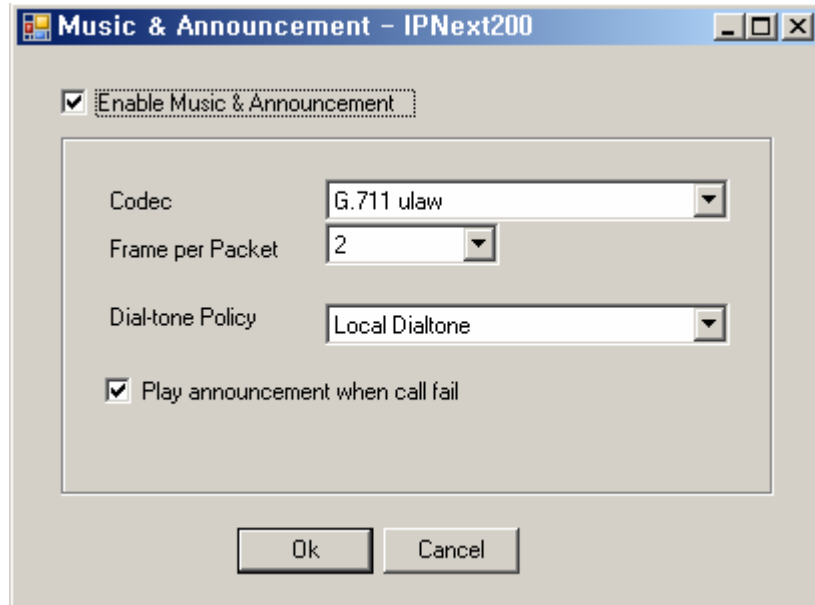 Music & Announcement - IPNext200
Enable Music & Announcement
Codec G.711 ulaw
Frame per Packet 2
Dial-tone Policy Local Dialtone
Play announcement when call fail
Ok Cancel